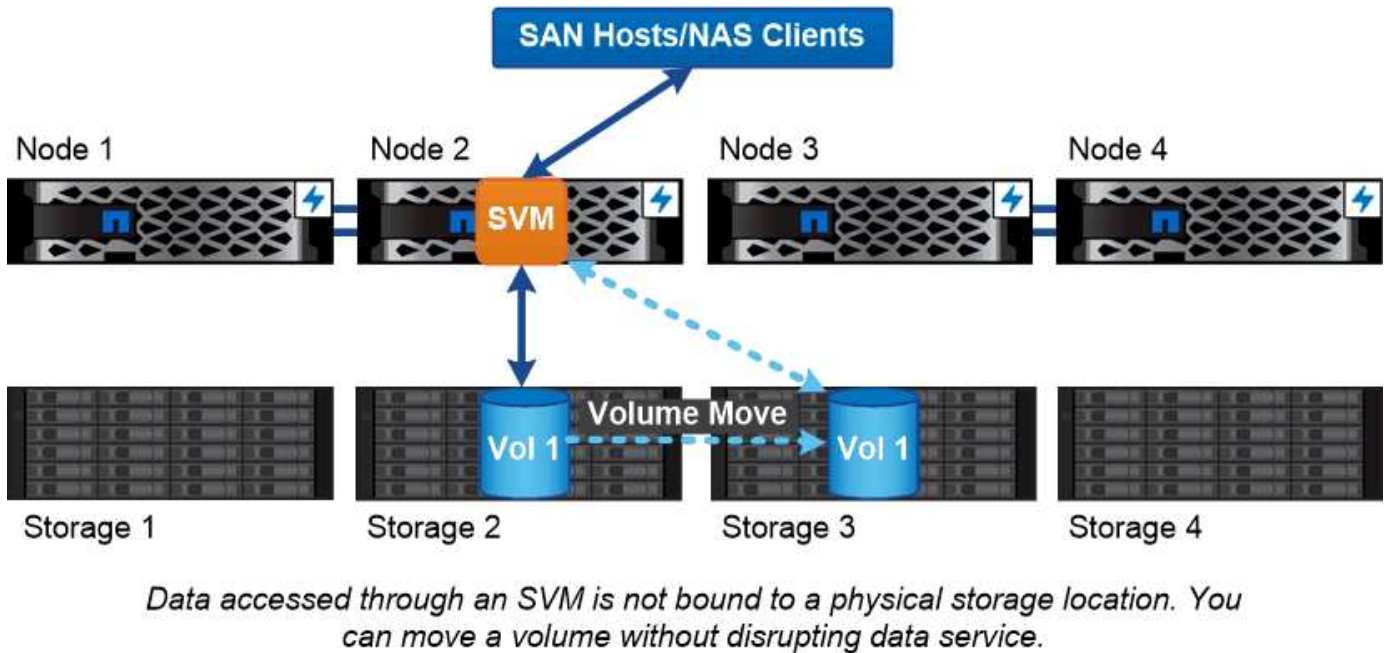 SAN Hosts/NAS Clients
Node 1
Node 2
Node 3
Node 4
SVM
Volume Move
Vol 1
Vol 1
Storage 1
Storage 2
Storage 3
Storage 4
Data accessed through an SVM is not bound to a physical storage location. You
can move a volume without disrupting data service.